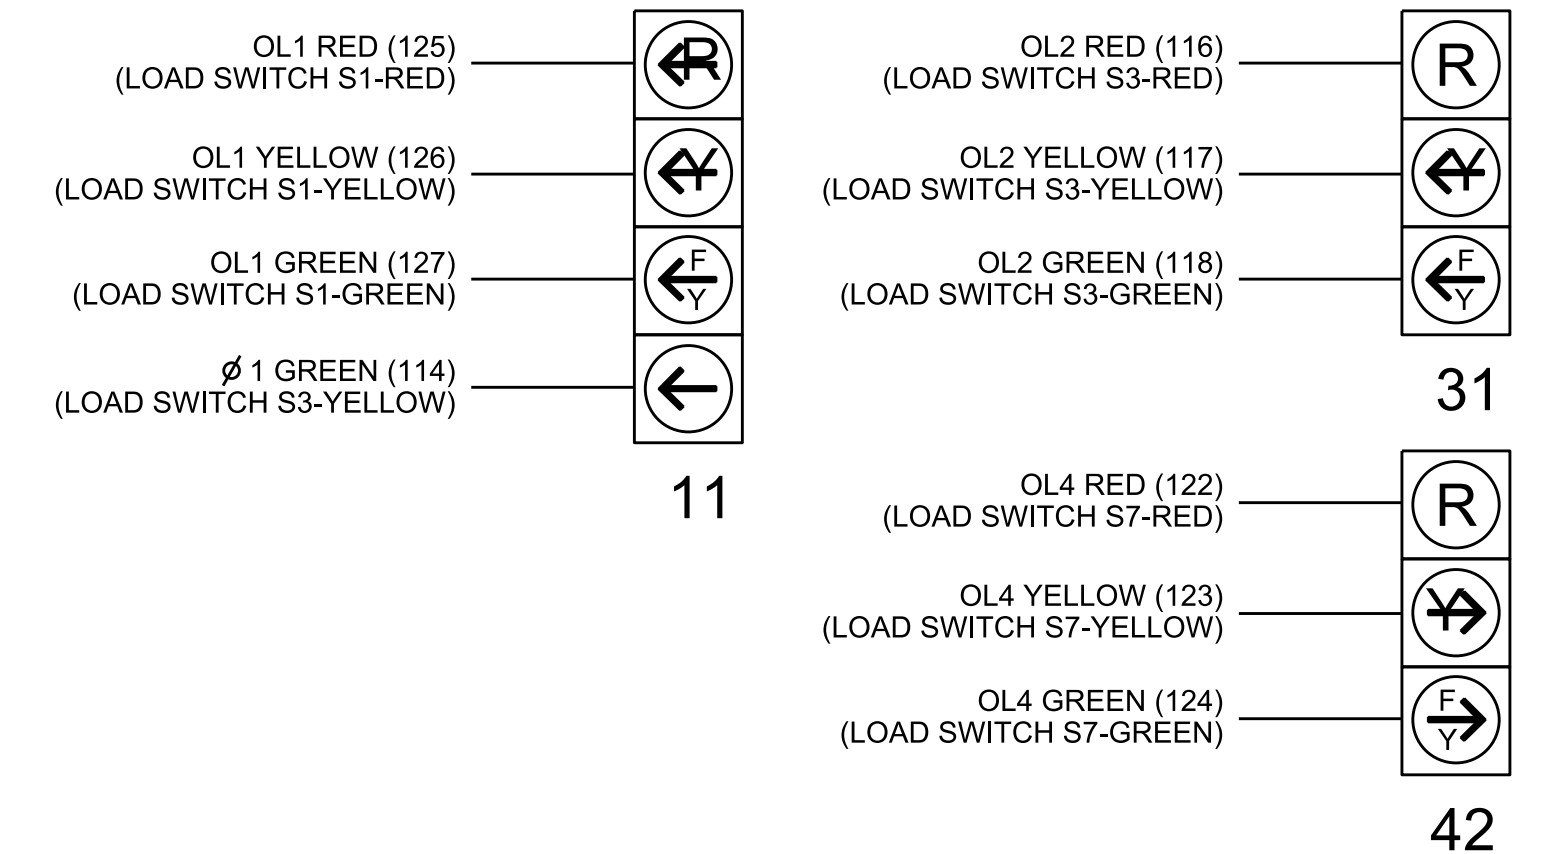 OL1 RED (125)
(LOAD SWITCH S1-RED)
R
OL1 YELLOW (126)
(LOAD SWITCH S1-YELLOW)
Y
OL1 GREEN (127)
(LOAD SWITCH S1-GREEN)
F
Y
ø 1 GREEN (114)
(LOAD SWITCH S3-YELLOW)
11
OL2 RED (116)
(LOAD SWITCH S3-RED)
R
OL2 YELLOW (117)
(LOAD SWITCH S3-YELLOW)
Y
OL2 GREEN (118)
(LOAD SWITCH S3-GREEN)
F
Y
31
OL4 RED (122)
(LOAD SWITCH S7-RED)
R
OL4 YELLOW (123)
(LOAD SWITCH S7-YELLOW)
Y
OL4 GREEN (124)
(LOAD SWITCH S7-GREEN)
F
Y
42